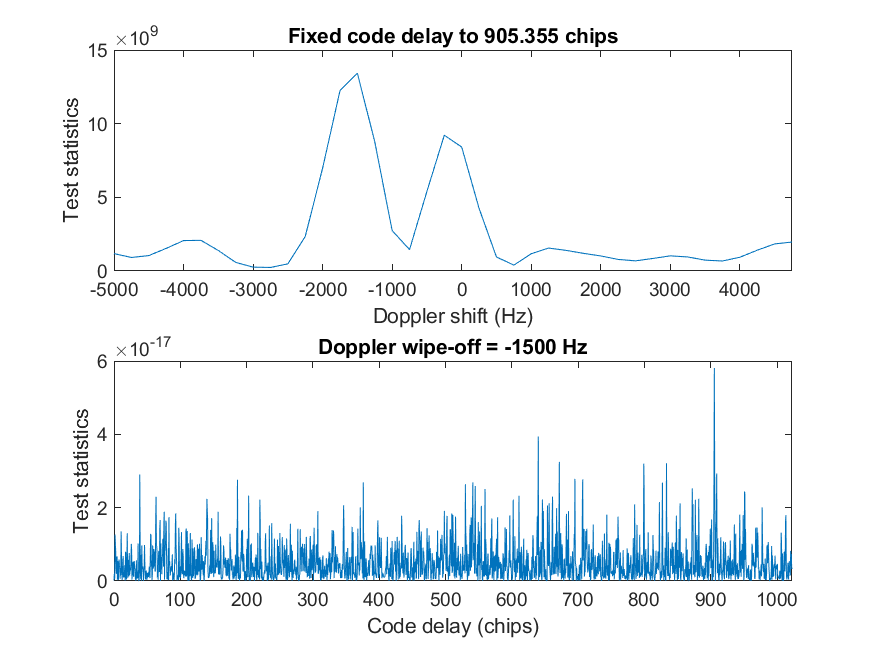 Fixed code delay to 905.355 chips
×10^9
15
10
5
0
Test statistics
-5000 -4000 -3000 -2000 -1000 0 1000 2000 3000 4000
Doppler shift (Hz)
Doppler wipe-off = -1500 Hz
×10^-17
6
4
2
0
Test statistics
0 100 200 300 400 500 600 700 800 900 1000
Code delay (chips)